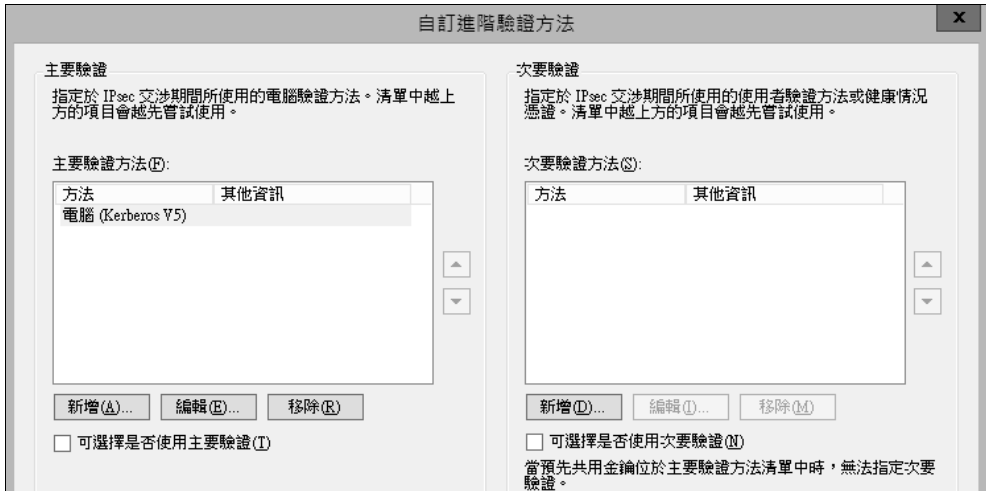 自訂進階驗證方法
x
主要驗證
指定於 IPsec 交涉期間所使用的電腦驗證方法。清單中越上
方的項目會越先嘗試使用。
主要驗證方法(F):
方法 其他資訊
電腦 (Kerberos V5)
新增(A)... 編輯(E)... 移除(R)
可選擇是否使用主要驗證(T)
次要驗證
指定於 IPsec 交涉期間所使用的使用者驗證方法或健康情況
憑證。清單中越上方的項目會越先嘗試使用。
次要驗證方法(S):
方法 其他資訊
新增(D)... 編輯(I)... 移除(M)
可選擇是否使用次要驗證(N)
當預先共用金鑰位於主要驗證方法清單中時，無法指定次要
驗證。